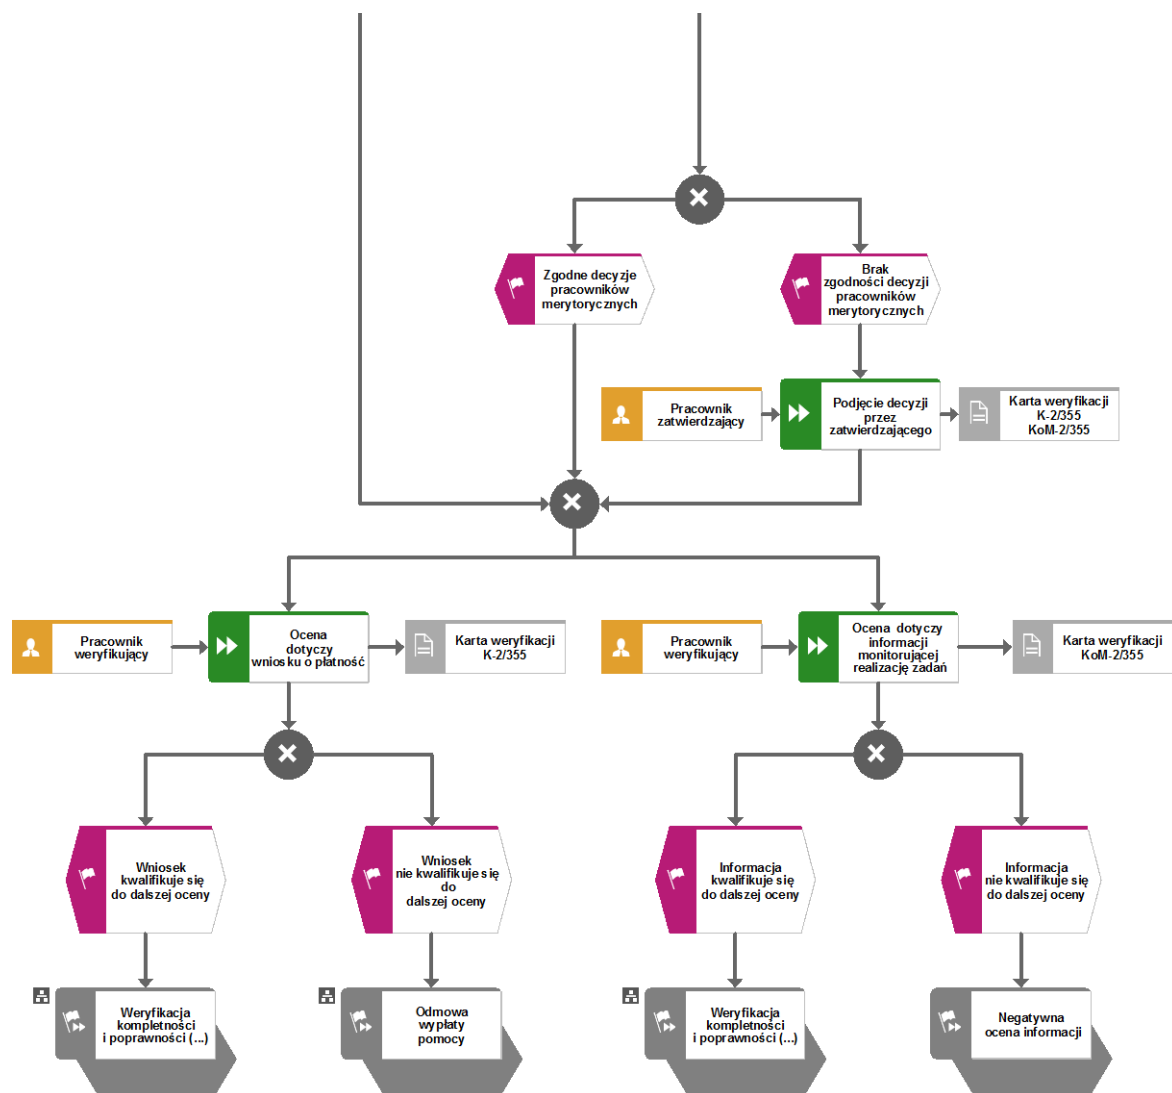 Zgodne decyzje
pracowników
merytorycznych
Brak
zgodności decyzji
pracowników
merytorycznych
Pracownik
zatwierdzający
Podjęcie decyzji
przez
zatwierdzającego
Karta weryfikacji
K-2/355
KoM-2/355
Pracownik
weryfikujący
Ocena
dotyczy
wniosku o płatność
Karta weryfikacji
K-2/355
Pracownik
weryfikujący
Ocena dotyczy
informacji
monitorującej
realizację zadań
Karta weryfikacji
KoM-2/355
Wniosek
kwalifikuje się
do dalszej oceny
Wniosek
nie kwalifikuje się
do
dalszej oceny
Informacja
kwalifikuje się
do dalszej oceny
Informacja
nie kwalifikuje się
do dalszej oceny
Weryfikacja
kompletności
i poprawności (...)
Odmowa
wypłaty
pomocy
Weryfikacja
kompletności
i poprawności (...)
Negatywna
ocena informacji